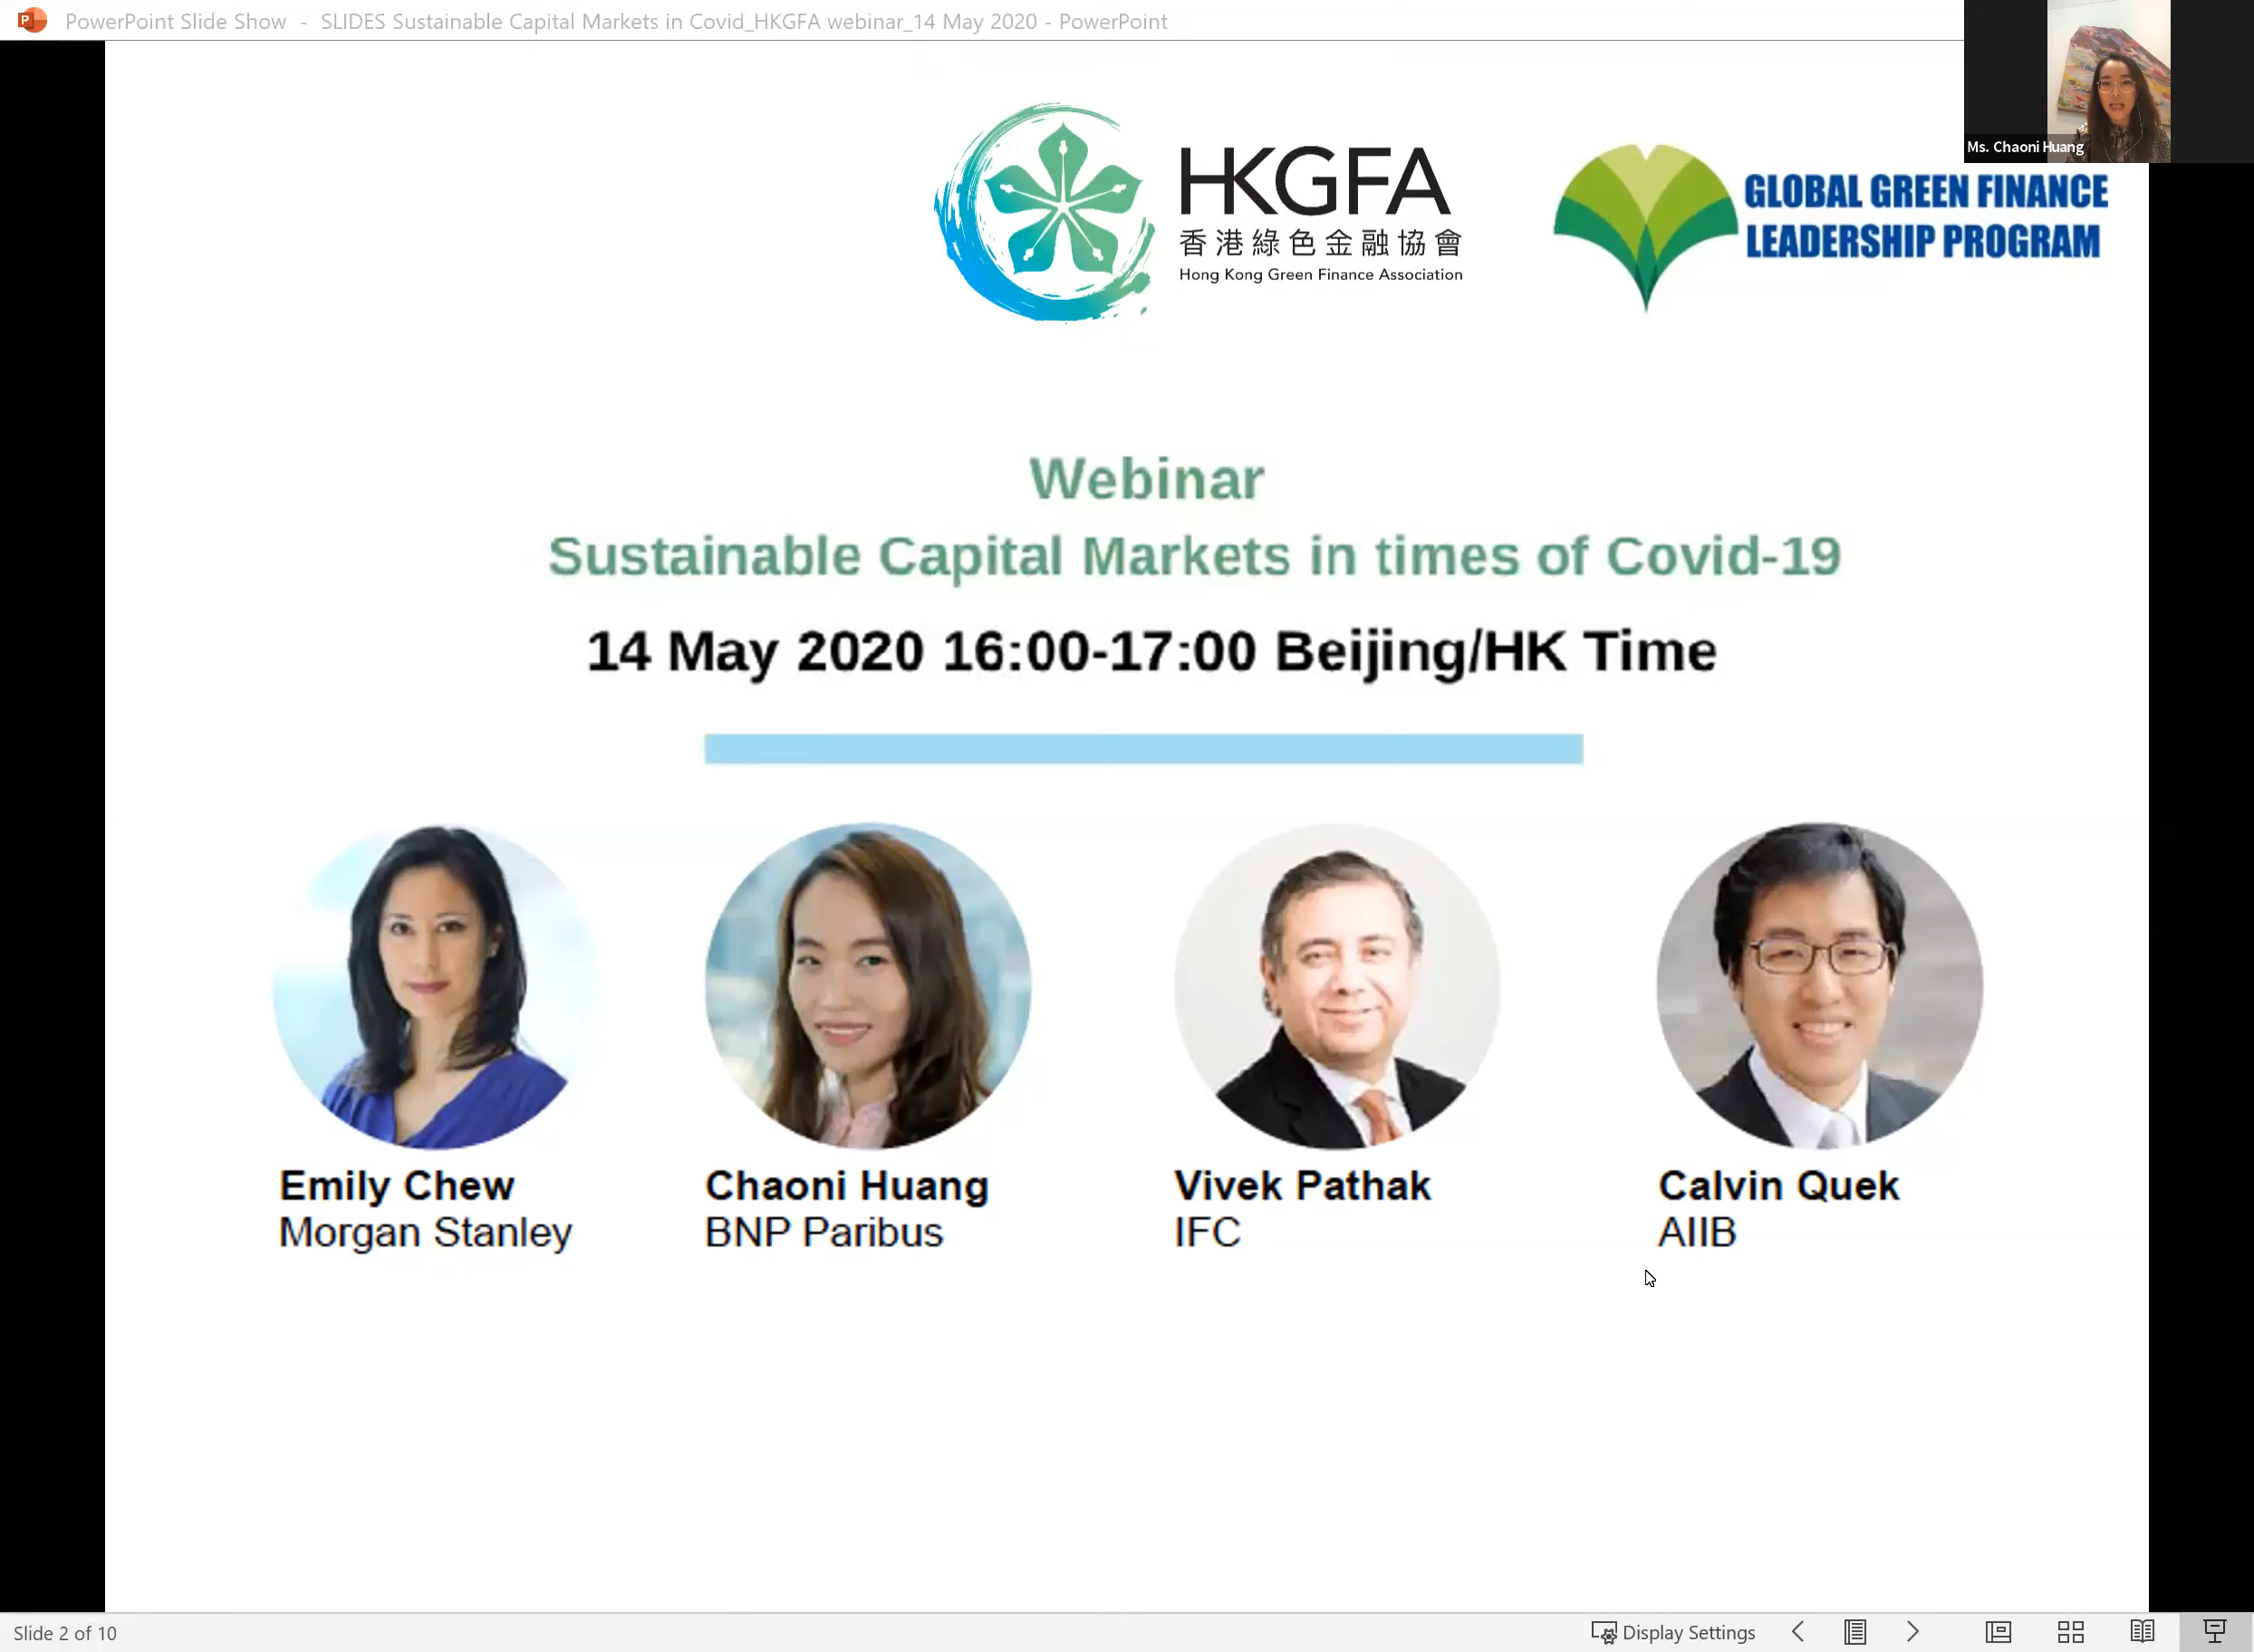 PowerPoint Slide Show - SLIDES Sustainable Capital Markets in Covid_HKGFA webinar_14 May 2020 - PowerPoint
Ms. Chaoni Huang
HKGFA
香港綠色金融協會
Hong Kong Green Finance Association
GLOBAL GREEN FINANCE
LEADERSHIP PROGRAM
Webinar
Sustainable Capital Markets in times of Covid-19
14 May 2020 16:00-17:00 Beijing/HK Time
Emily Chew
Morgan Stanley
Chaoni Huang
BNP Paribus
Vivek Pathak
IFC
Calvin Quek
AIIB
Slide 2 of 10
Display Settings